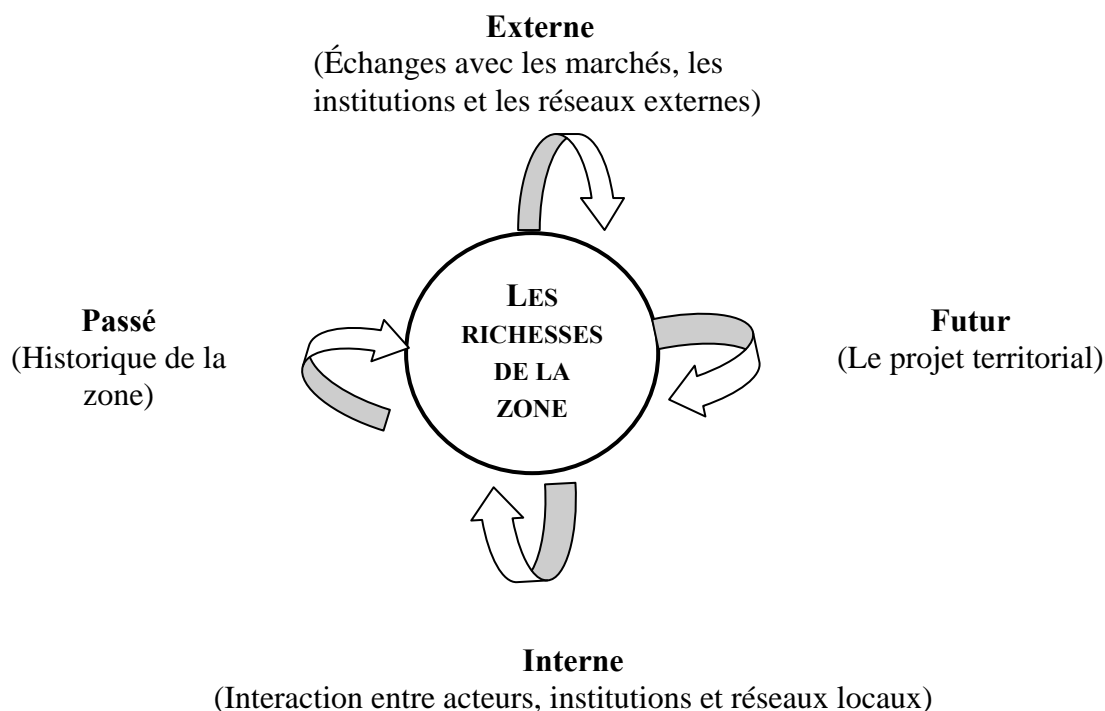 Externe
(Échanges avec les marchés, les
institutions et les réseaux externes)
Passé
(Historique de la
zone)
LES
RICHESSES
DE LA
ZONE
Futur
(Le projet territorial)
Interne
(Interaction entre acteurs, institutions et réseaux locaux)